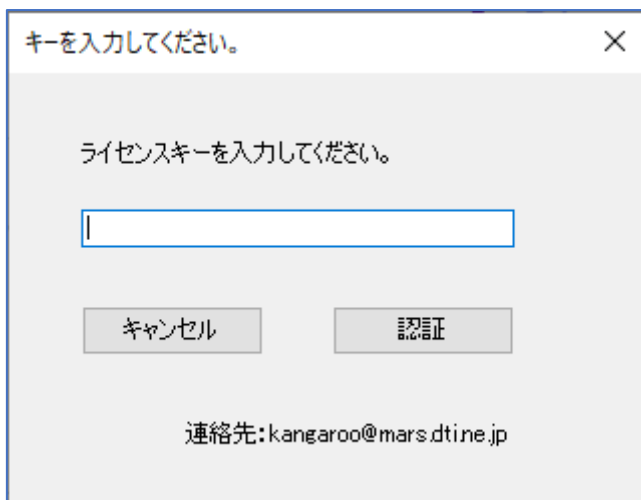 キーを入力してください。
ライセンスキーを入力してください。
キャンセル
認証
連絡先:kangaroo@mars.dti.ne.jp